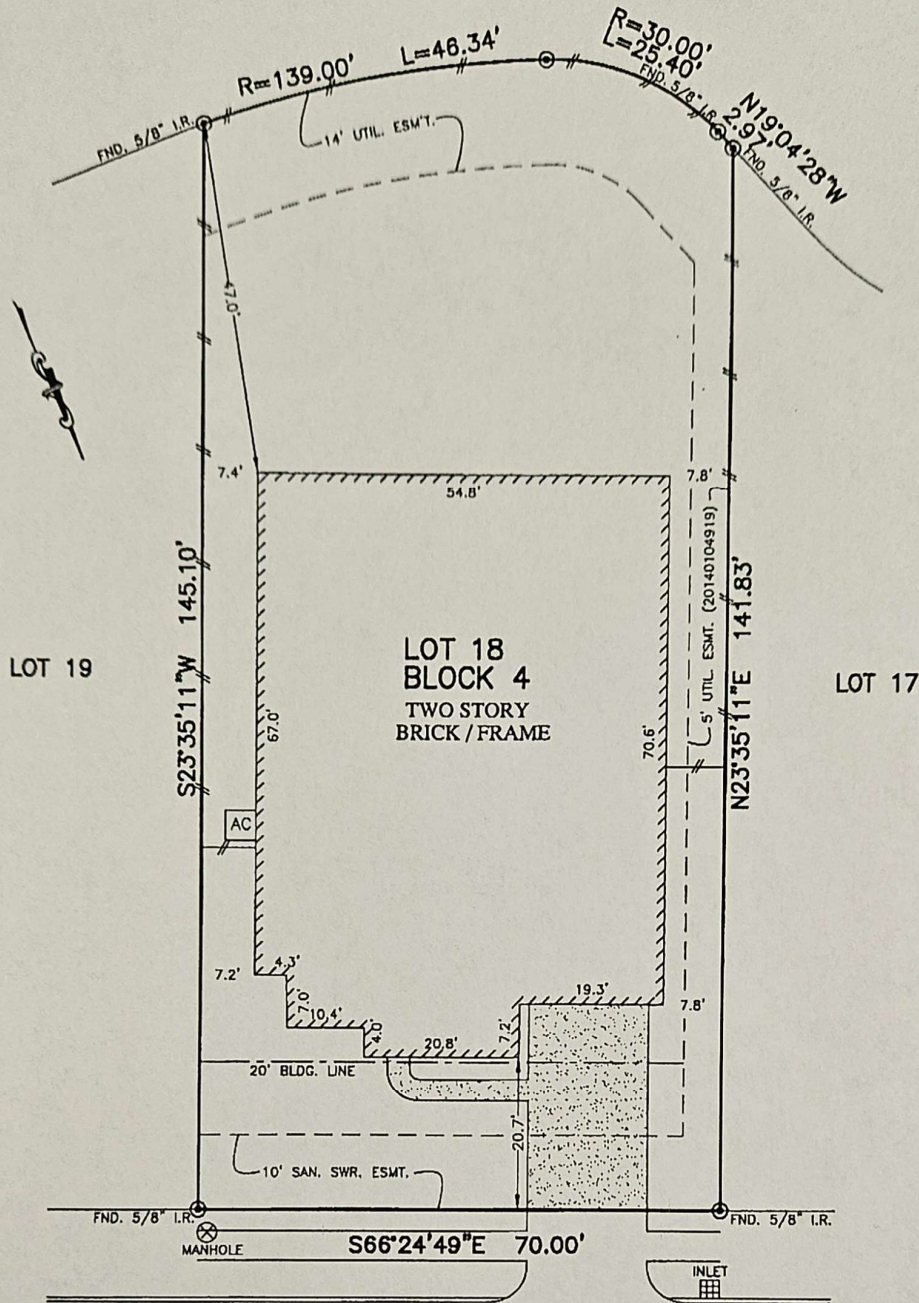 R=139.00'
L=46.34'
R=30.00'
L=25.40'
FND. 5/8" I.R.
N19°04'28"W
2.97'
FND. 5/8" I.R.
FND. 5/8" I.R.
14' UTIL. ESM'T.
47.0'
7.4'
54.8'
7.8'
S23°35'11"W 145.10'
LOT 19
67.0'
LOT 18
BLOCK 4
TWO STORY
BRICK / FRAME
70.6'
5' UTIL. ESMT. (20140104919)
N23°35'11"E 141.83'
LOT 17
AC
7.2'
4.3'
7.0'
10.4'
4.0'
20.8'
7.2'
19.3'
7.8'
20' BLDG. LINE
20.7'
10' SAN. SWR. ESMT.
FND. 5/8" I.R.
FND. 5/8" I.R.
MANHOLE
S66°24'49"E 70.00'
INLET